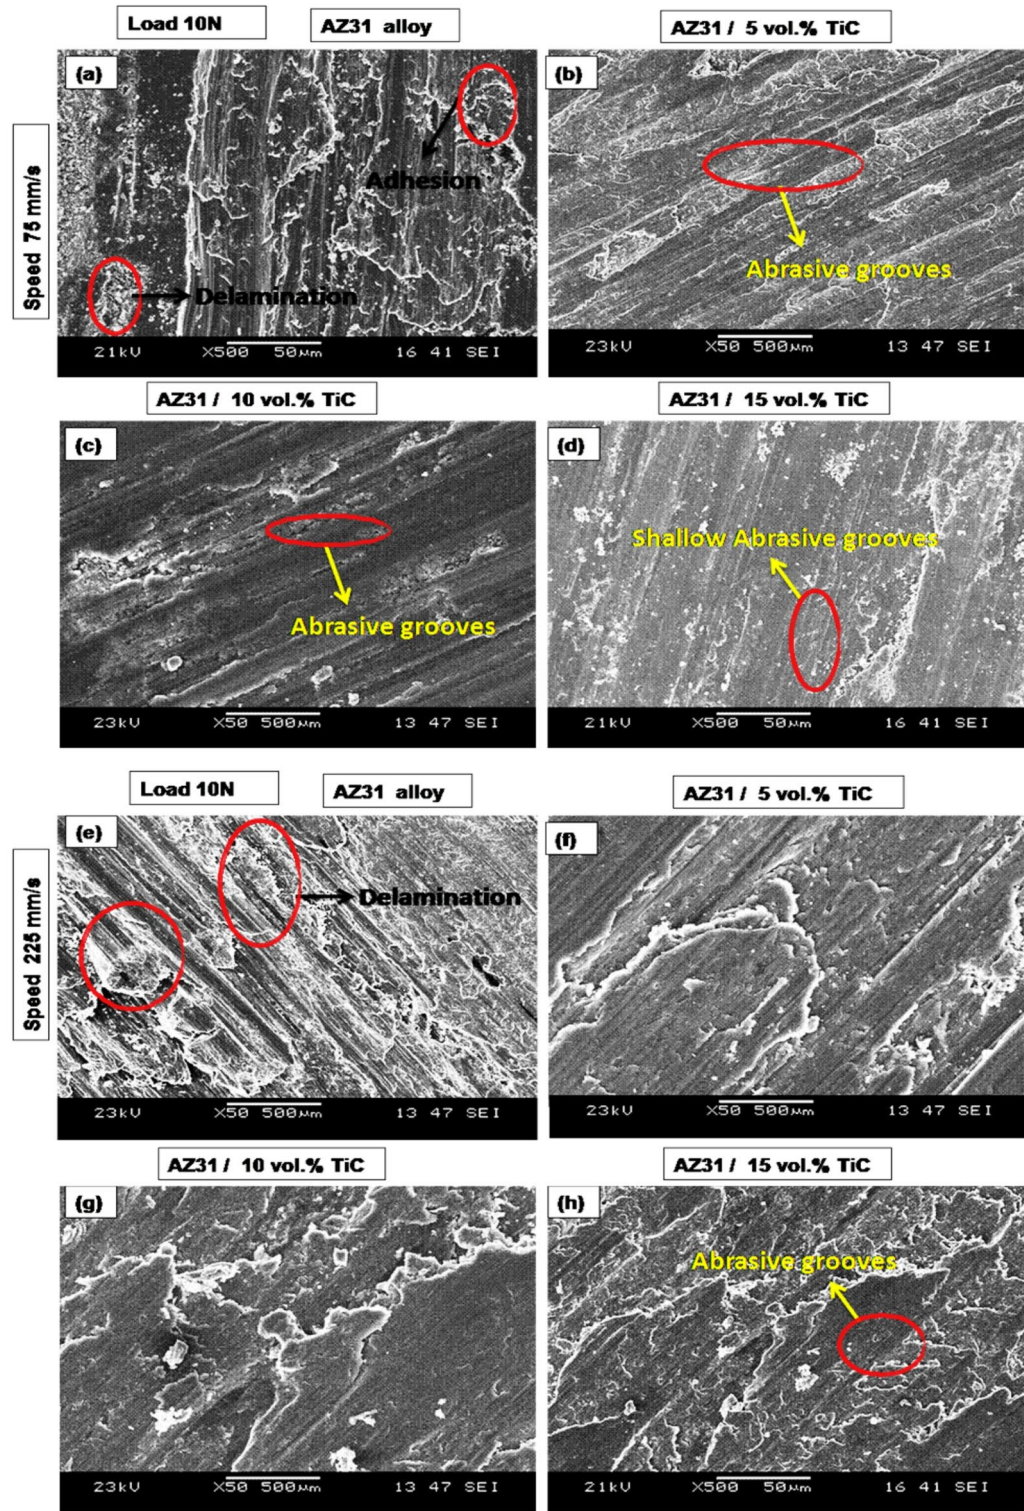 Load 10N
AZ31 alloy
AZ31 / 5 vol.% TiC
Speed 75 mm/s
(a)
Adhesion
Delamination
21kV X500 50μm 16 41 SEI
(b)
Abrasive grooves
23kV X50 500μm 13 47 SEI
AZ31 / 10 vol.% TiC
AZ31 / 15 vol.% TiC
(c)
Abrasive grooves
23kV X50 500μm 13 47 SEI
(d)
Shallow Abrasive grooves
21kV X500 50μm 16 41 SEI
Load 10N
AZ31 alloy
AZ31 / 5 vol.% TiC
Speed 225 mm/s
(e)
Delamination
23kV X50 500μm 13 47 SEI
(f)
23kV X50 500μm 13 47 SEI
AZ31 / 10 vol.% TiC
AZ31 / 15 vol.% TiC
(g)
23kV X50 500μm 13 47 SEI
(h)
Abrasive grooves
21kV X500 50μm 16 41 SEI